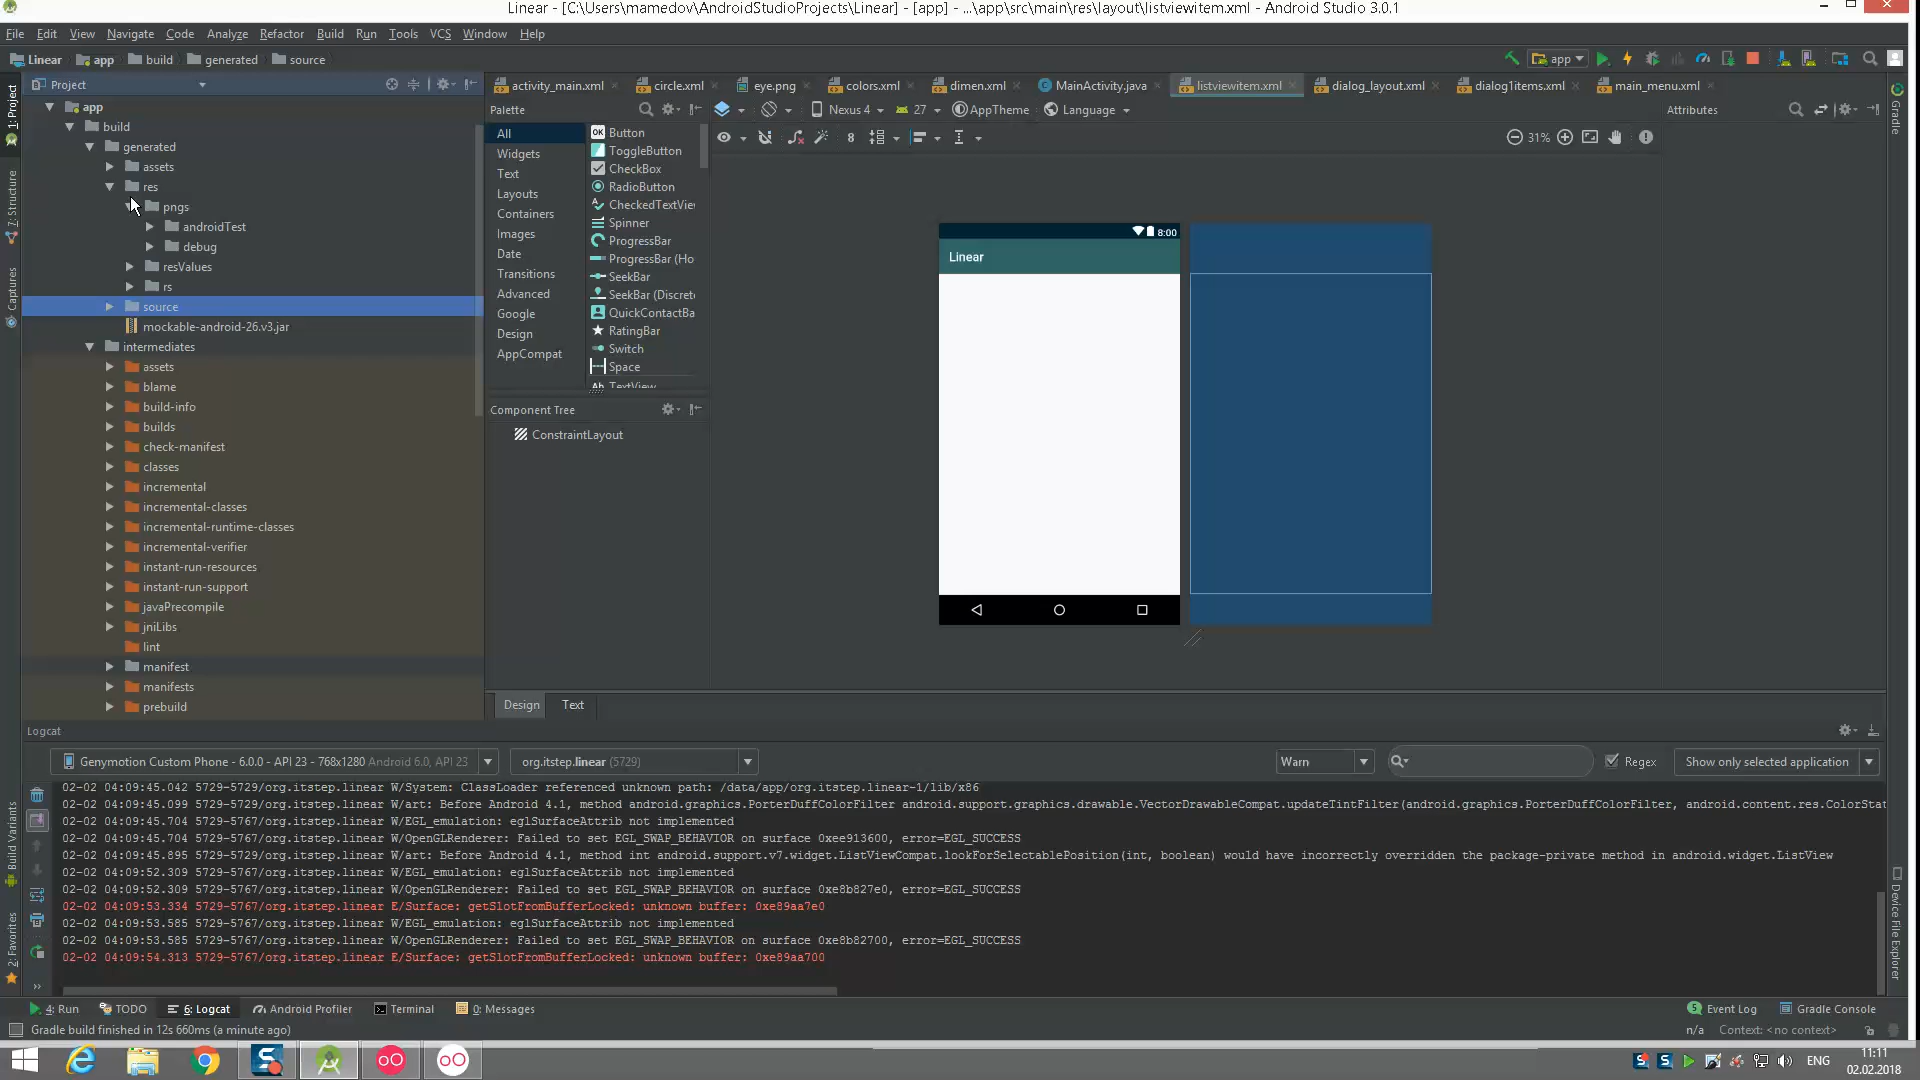 Linear - [C:\Users\mamedov\AndroidStudioProjects\Linear] - [app] - ...\app\src\main\res\layout\listviewitem.xml - Android Studio 3.0.1
File Edit View Navigate Code Analyze Refactor Build Run Tools VCS Window Help
Linear app build generated source app
Project activity_main.xml circle.xml eye.png colors.xml dimen.xml MainActivity.java listviewitem.xml dialog_layout.xml dialog1items.xml main_menu.xml
Palette Nexus 4 27 AppTheme Language Attributes
31%
1: Project
7: Structure
Captures
Build Variants
2: Favorites
app
build
generated
assets
res
pngs
androidTest
debug
resValues
rs
source
mockable-android-26.v3.jar
intermediates
assets
blame
build-info
builds
check-manifest
classes
incremental
incremental-classes
incremental-runtime-classes
incremental-verifier
instant-run-resources
instant-run-support
javaPrecompile
jniLibs
lint
manifest
manifests
prebuild
All
Widgets
Text
Layouts
Containers
Images
Date
Transitions
Advanced
Google
Design
AppCompat
OK Button
ToggleButton
CheckBox
RadioButton
CheckedTextVie
Spinner
ProgressBar
ProgressBar (Ho
SeekBar
SeekBar (Discret
QuickContactBa
RatingBar
Switch
Space
Ab TextView
Component Tree
ConstraintLayout
8:00
Linear
Gradle
Device File Explorer
Design Text
Logcat
Genymotion Custom Phone - 6.0.0 - API 23 - 768x1280 Android 6.0, API 23 org.itstep.linear (5729) Warn Regex Show only selected application
02-02 04:09:45.042 5729-5729/org.itstep.linear W/System: ClassLoader referenced unknown path: /data/app/org.itstep.linear-1/lib/x86
02-02 04:09:45.099 5729-5729/org.itstep.linear W/art: Before Android 4.1, method android.graphics.PorterDuffColorFilter android.support.graphics.drawable.VectorDrawableCompat.updateTintFilter(android.graphics.PorterDuffColorFilter, android.content.res.ColorStat
02-02 04:09:45.704 5729-5767/org.itstep.linear W/EGL_emulation: eglSurfaceAttrib not implemented
02-02 04:09:45.704 5729-5767/org.itstep.linear W/OpenGLRenderer: Failed to set EGL_SWAP_BEHAVIOR on surface 0xee913600, error=EGL_SUCCESS
02-02 04:09:45.895 5729-5729/org.itstep.linear W/art: Before Android 4.1, method int android.support.v7.widget.ListViewCompat.lookForSelectablePosition(int, boolean) would have incorrectly overridden the package-private method in android.widget.ListView
02-02 04:09:52.309 5729-5767/org.itstep.linear W/EGL_emulation: eglSurfaceAttrib not implemented
02-02 04:09:52.309 5729-5767/org.itstep.linear W/OpenGLRenderer: Failed to set EGL_SWAP_BEHAVIOR on surface 0xe8b827e0, error=EGL_SUCCESS
02-02 04:09:53.334 5729-5767/org.itstep.linear E/Surface: getSlotFromBufferLocked: unknown buffer: 0xe89aa7e0
02-02 04:09:53.585 5729-5767/org.itstep.linear W/EGL_emulation: eglSurfaceAttrib not implemented
02-02 04:09:53.585 5729-5767/org.itstep.linear W/OpenGLRenderer: Failed to set EGL_SWAP_BEHAVIOR on surface 0xe8b82700, error=EGL_SUCCESS
02-02 04:09:54.313 5729-5767/org.itstep.linear E/Surface: getSlotFromBufferLocked: unknown buffer: 0xe89aa700
4: Run TODO 6: Logcat Android Profiler Terminal 0: Messages Event Log Gradle Console
Gradle build finished in 12s 660ms (a minute ago) n/a Context: <no context>
ENG 11:11
02.02.2018